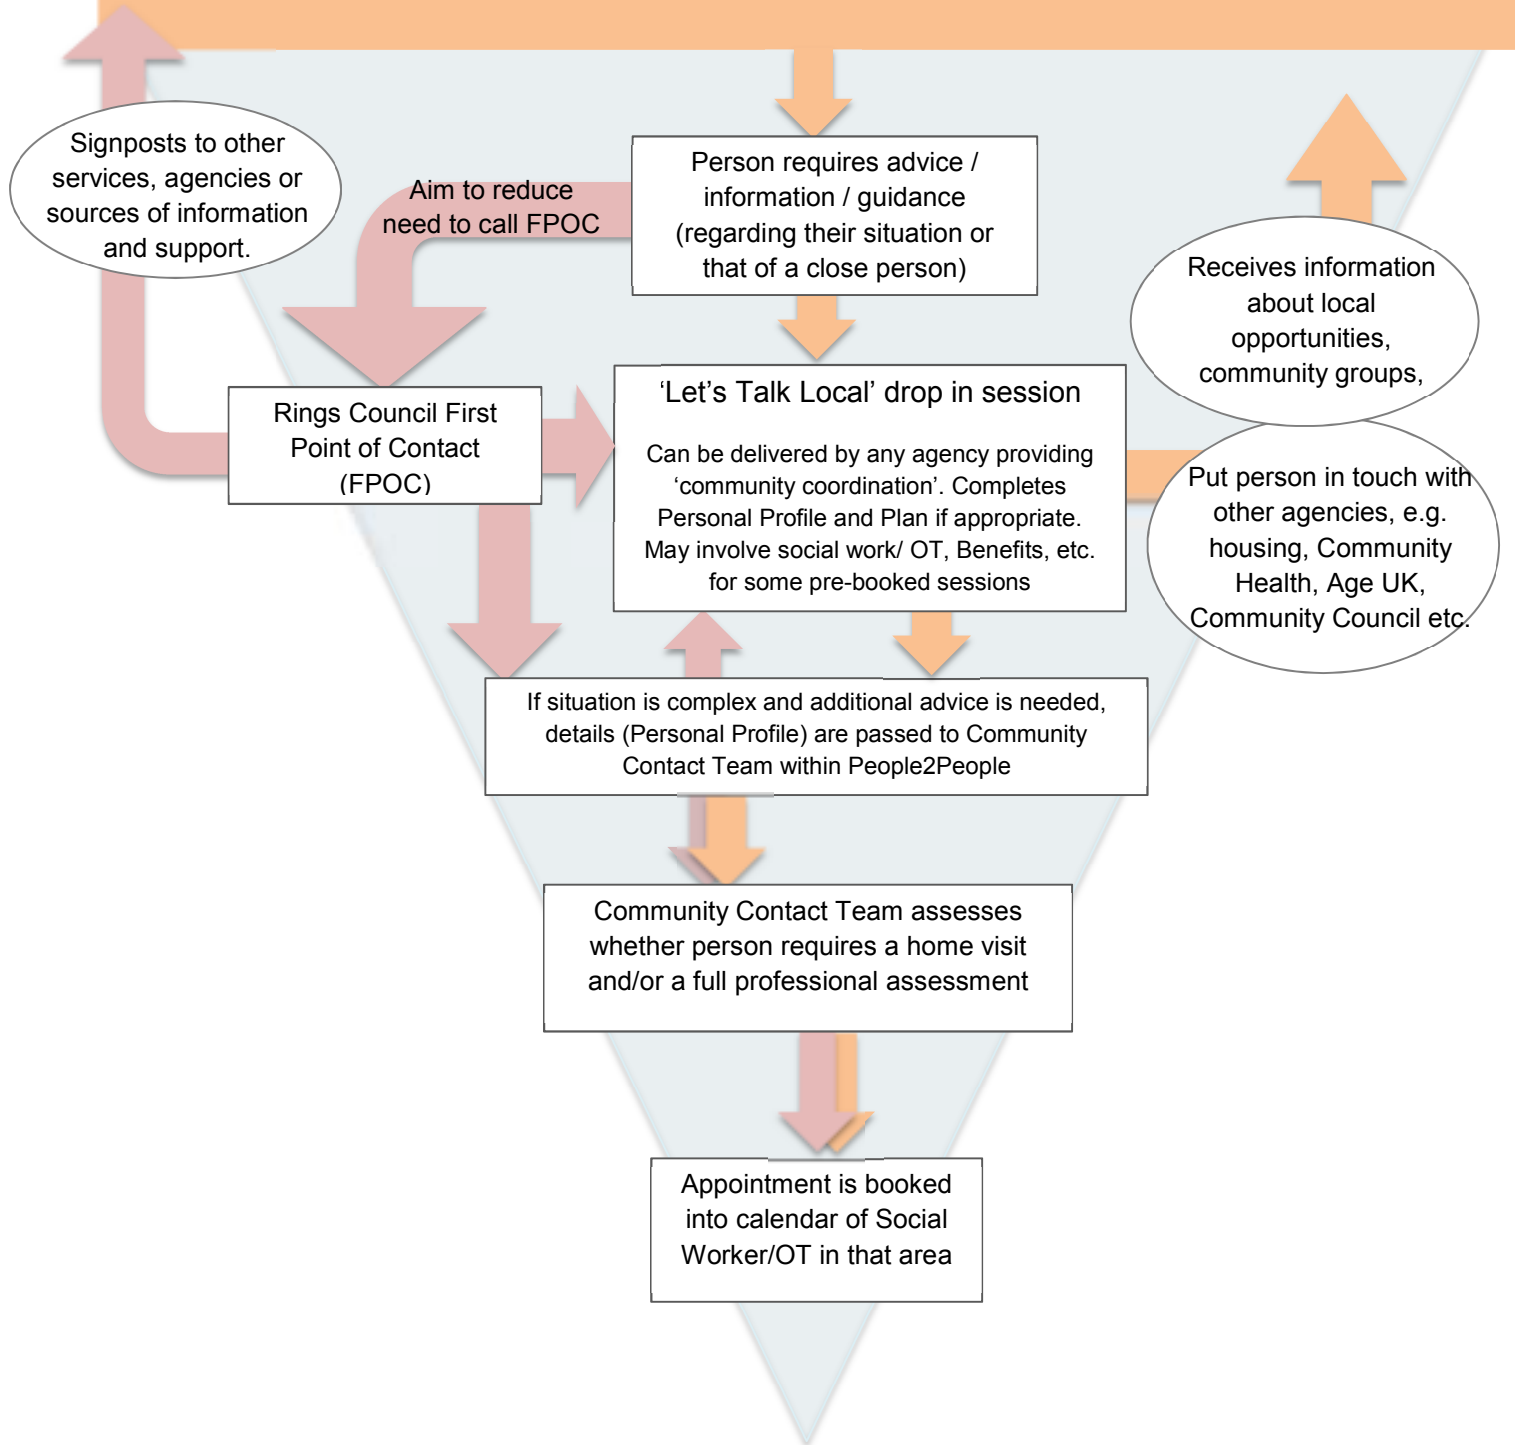 Signposts to other
services, agencies or
sources of information
and support.
Aim to reduce
need to call FPOC
Person requires advice /
information / guidance
(regarding their situation or
that of a close person)
Receives information
about local
opportunities,
community groups,
Rings Council First
Point of Contact
(FPOC)
‘Let’s Talk Local’ drop in session
Can be delivered by any agency providing
‘community coordination’. Completes
Personal Profile and Plan if appropriate.
May involve social work/ OT, Benefits, etc.
for some pre-booked sessions
Put person in touch with
other agencies, e.g.
housing, Community
Health, Age UK,
Community Council etc.
If situation is complex and additional advice is needed,
details (Personal Profile) are passed to Community
Contact Team within People2People
Community Contact Team assesses
whether person requires a home visit
and/or a full professional assessment
Appointment is booked
into calendar of Social
Worker/OT in that area